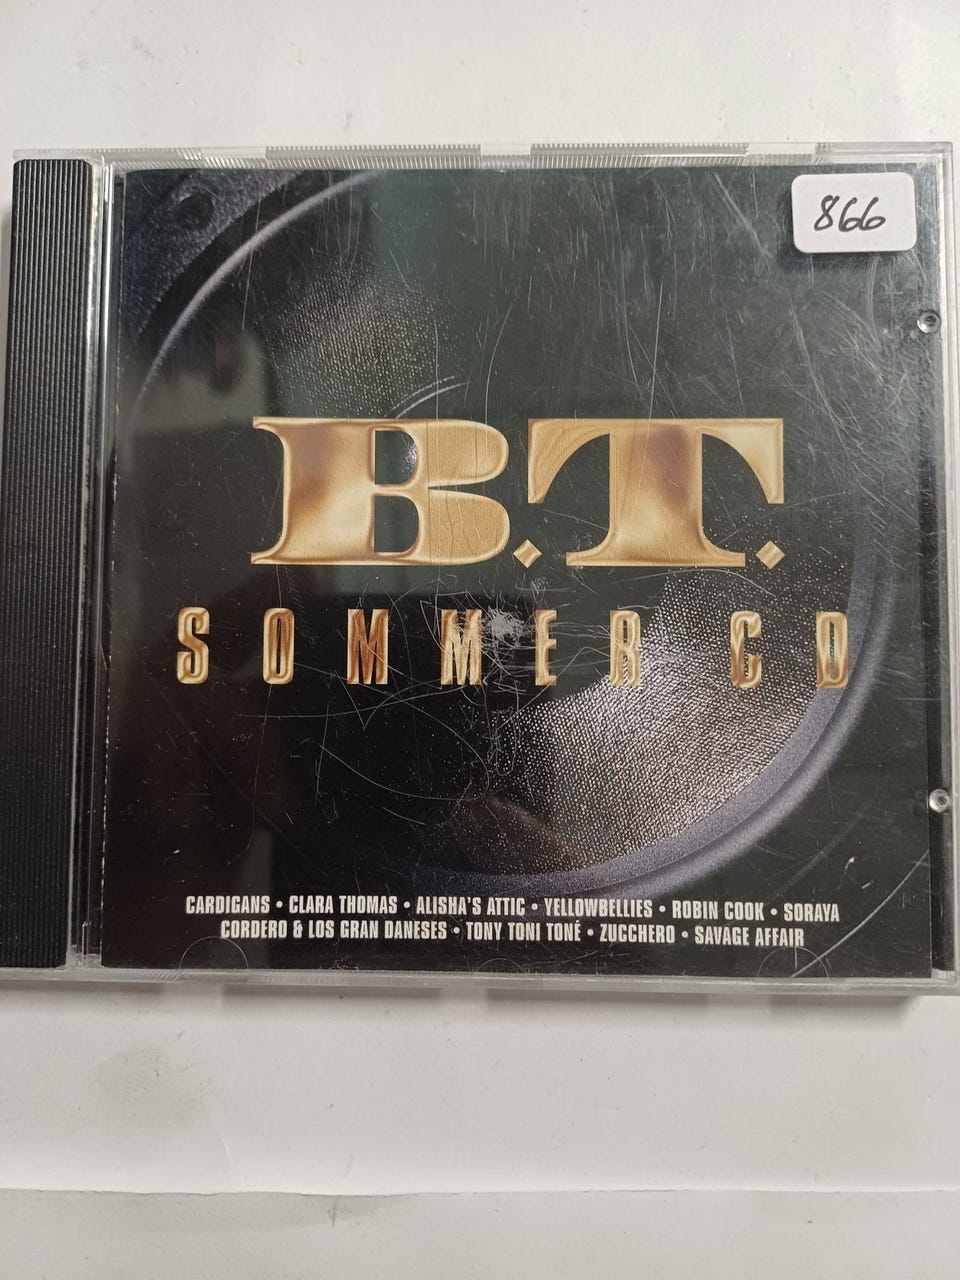 866
B.T.
SOMMER CD
CARDIGANS • CLARA THOMAS • ALISHA'S ATTIC • YELLOWBELLIES • ROBIN COOK • SORAYA
CORDERO & LOS GRAN DANESES • TONY TONI TONÉ • ZUCCHERO • SAVAGE AFFAIR